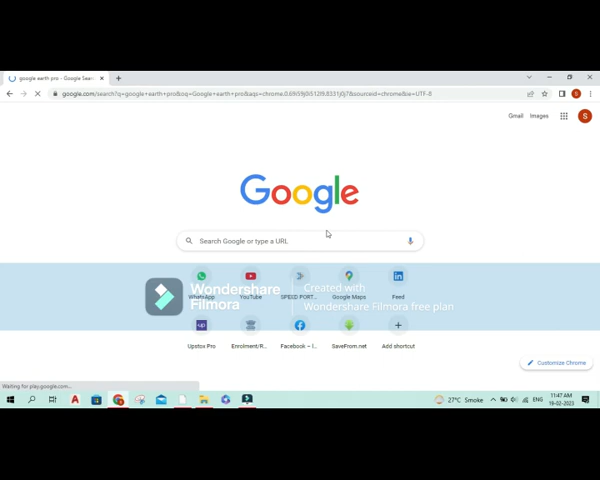 google earth pro - Google Sear
google.com/search?q=google+earth+pro&oq=Google+earth+pro&aqs=chrome.0.69i59j0i512l9.8331j0j7&sourceid=chrome&ie=UTF-8
S
Gmail Images
S
Google
Search Google or type a URL
WhatsApp YouTube SPEED PORT... Google Maps Feed
Wondershare
Filmora
Created with
Wondershare Filmora free plan
up
Upstox Pro Enrolment/R... Facebook – l... SaveFrom.net Add shortcut
Customize Chrome
Waiting for play.google.com...
27°C Smoke ENG
11:47 AM
19-02-2023